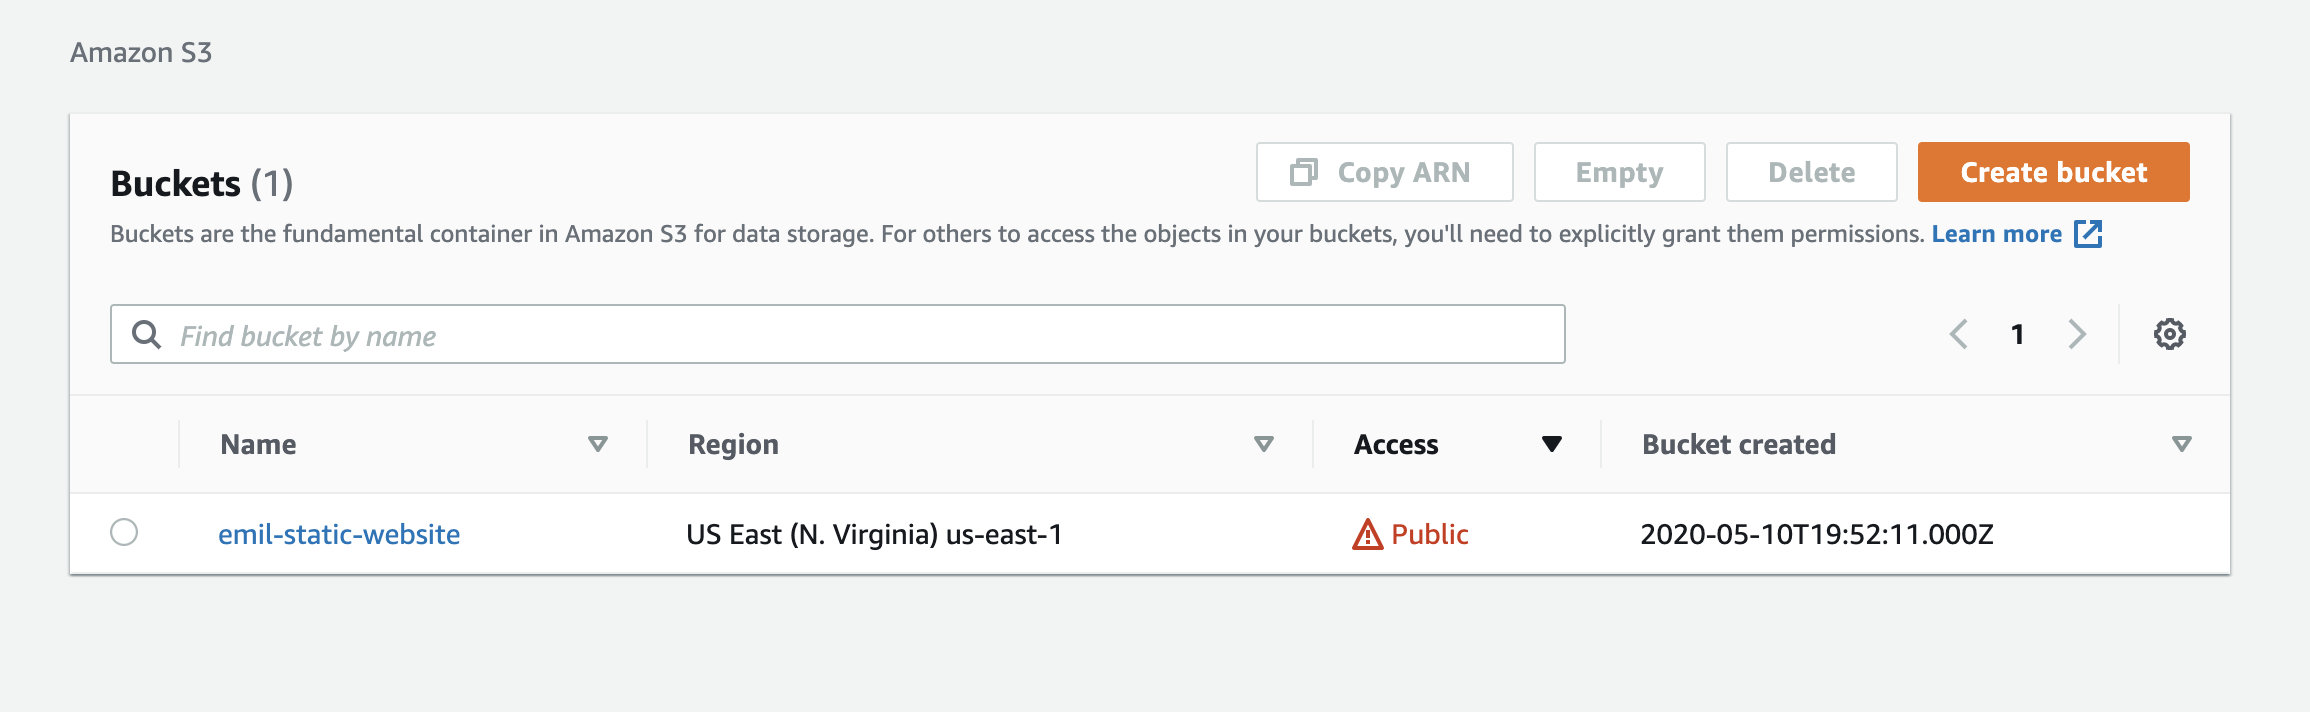 Amazon S3
Buckets (1)
Copy ARN
Empty
Delete
Create bucket
Buckets are the fundamental container in Amazon S3 for data storage. For others to access the objects in your buckets, you'll need to explicitly grant them permissions. Learn more
Find bucket by name
1
Name Region Access Bucket created
emil-static-website US East (N. Virginia) us-east-1 Public 2020-05-10T19:52:11.000Z